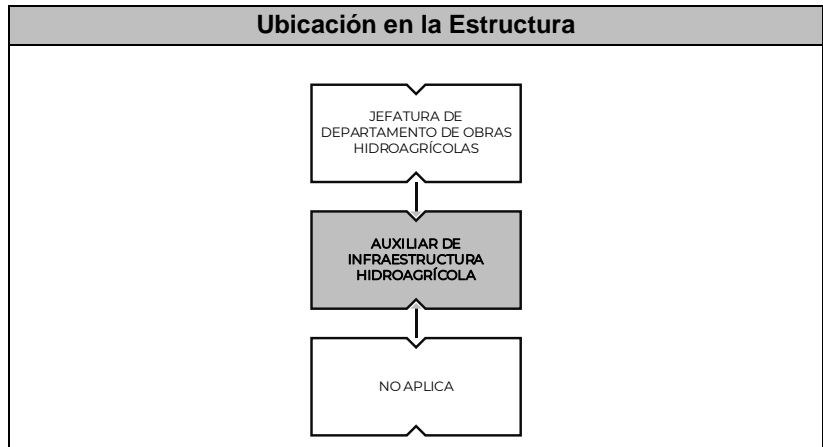 Ubicación en la Estructura
JEFATURA DE
DEPARTAMENTO DE OBRAS
HIDROAGRÍCOLAS
AUXILIAR DE
INFRAESTRUCTURA
HIDROAGRÍCOLA
NO APLICA